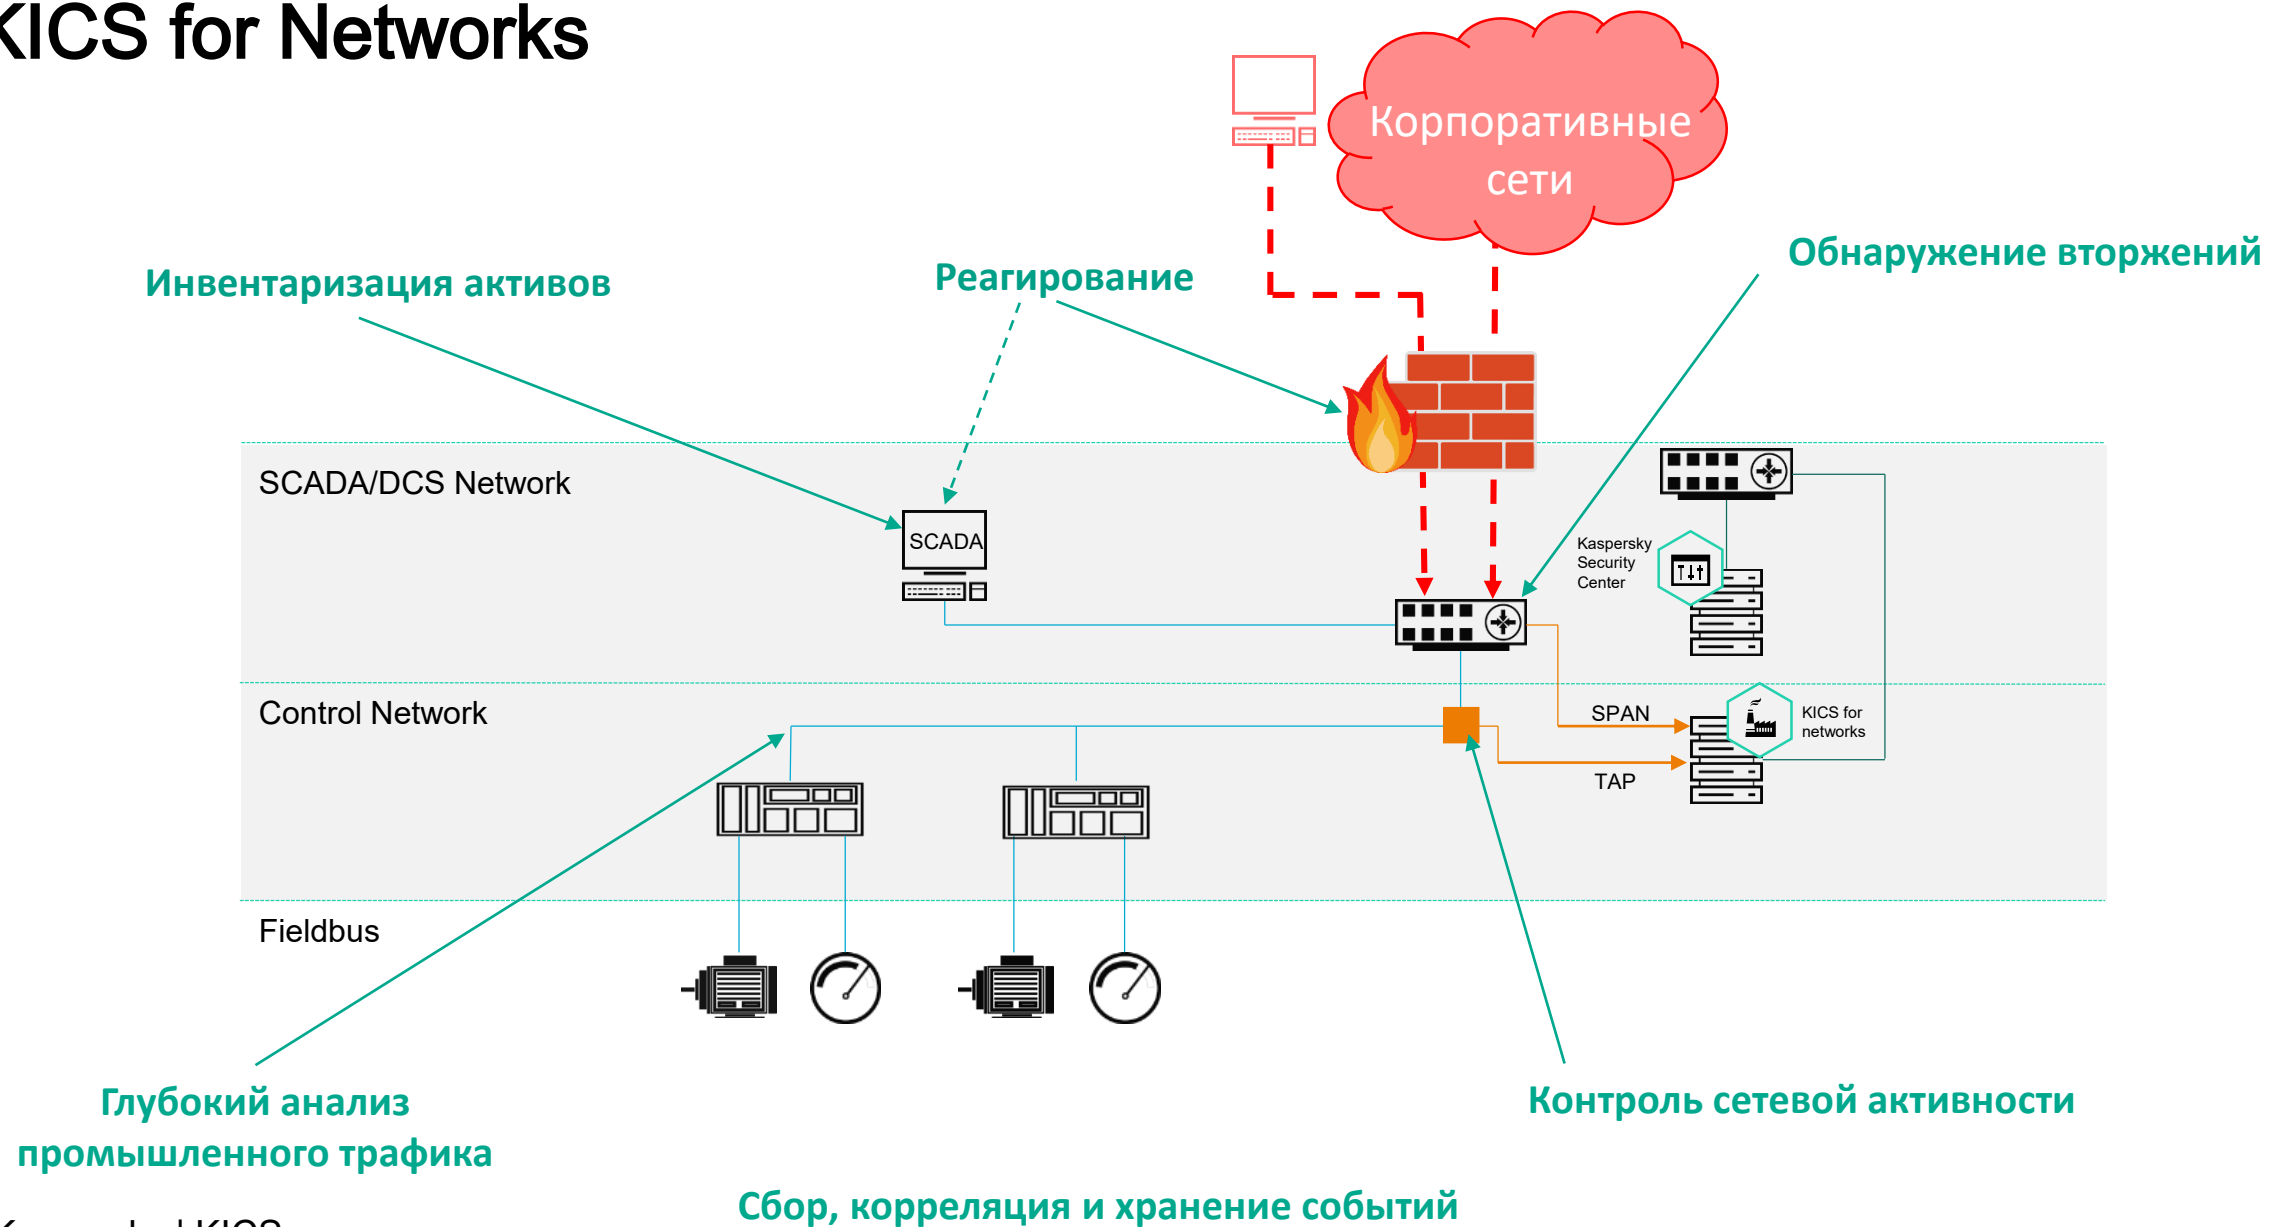 KICS for Networks
Корпоративные
сети
Обнаружение вторжений
Инвентаризация активов
Реагирование
SCADA/DCS Network
SCADA
Kaspersky
Security
Center
Control Network
SPAN
KICS for
networks
TAP
Fieldbus
Глубокий анализ
промышленного трафика
Контроль сетевой активности
Сбор, корреляция и хранение событий